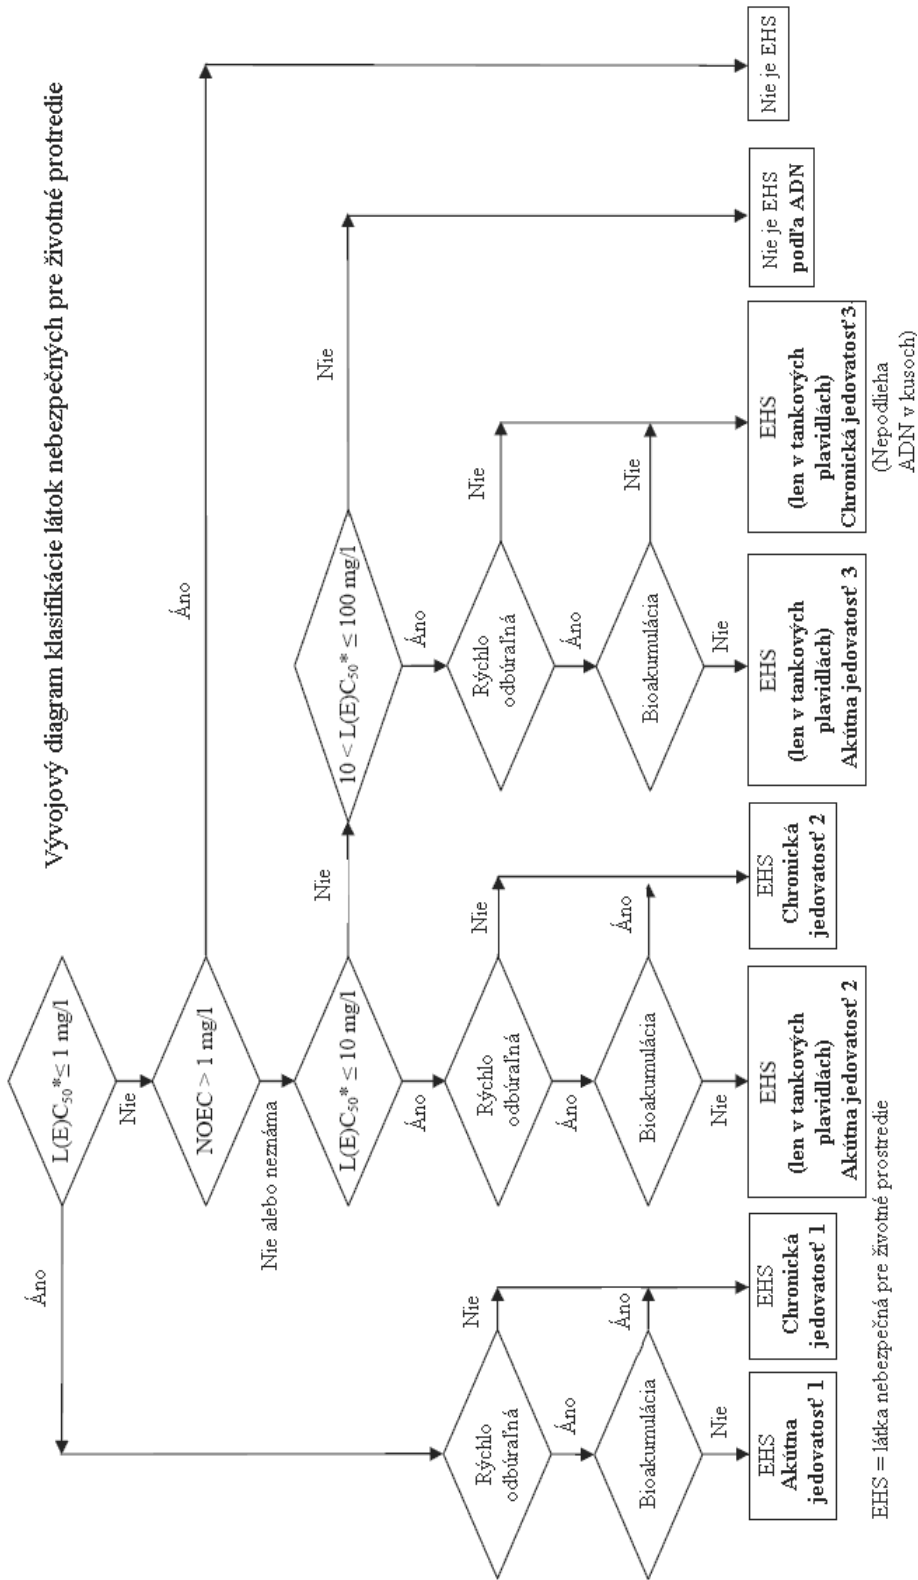 Vývojový diagram klasifikácie látok nebezpečných pre životné protredie
L(E)C₅₀*≤ 1 mg/l
Áno
Nie
NOEC > 1 mg/l
Áno
Nie alebo neznáma
L(E)C₅₀* ≤ 10 mg/l
Nie
10 < L(E)C₅₀* ≤ 100 mg/l
Nie
Áno
Áno
Rýchlo
odbúraľná
Nie
Rýchlo
odbúraľná
Nie
Rýchlo
odbúraľná
Nie
Áno
Áno
Áno
Bioakumulácia
Áno
Bioakumulácia
Áno
Bioakumulácia
Nie
Nie
Nie
Nie
EHS
Akútna
jedovatosť 1
EHS
Chronická
jedovatosť 1
EHS
(len v tankových
plavidlách)
Akútna jedovatosť 2
EHS
Chronická
jedovatosť 2
EHS
(len v tankových
plavidlách)
Akútna jedovatosť 3
EHS
(len v tankových
plavidlách)
Chronická jedovatosť 3
(Nepodlieha
ADN v kusoch)
Nie je EHS
podľa ADN
Nie je EHS
EHS = látka nebezpečná pre životné prostredie